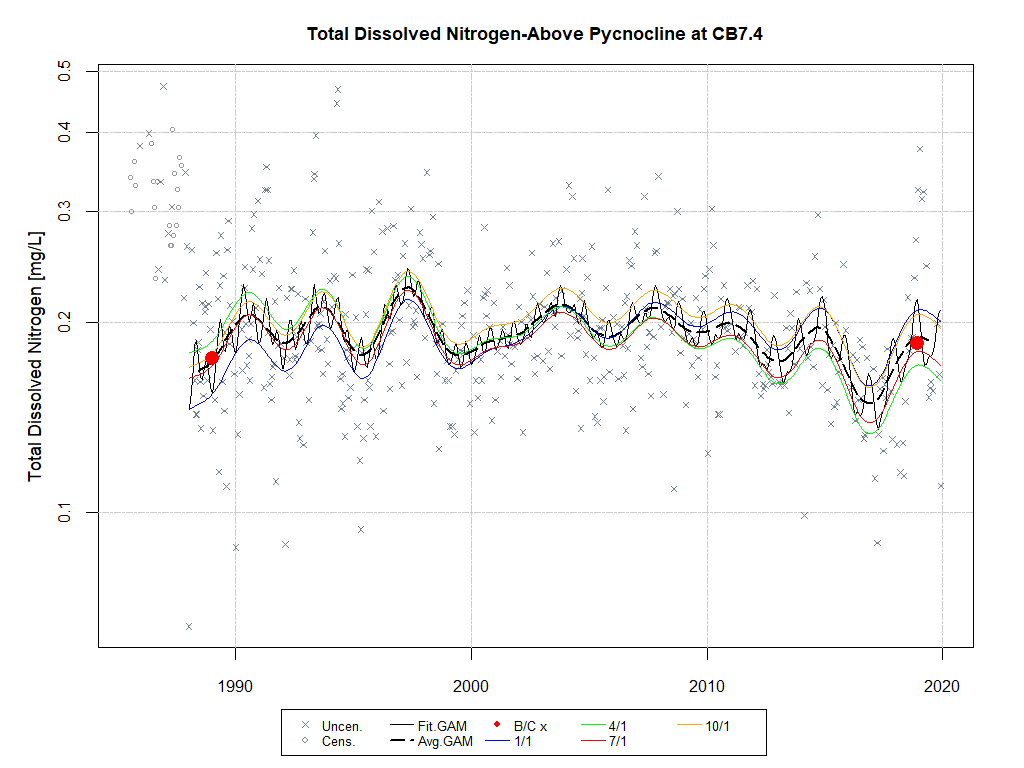 Total Dissolved Nitrogen-Above Pycnocline at CB7.4
Total Dissolved Nitrogen [mg/L]
0.5
0.4
0.3
0.2
0.1
1990 2000 2010 2020
Uncen. Fit.GAM B/C x 4/1 10/1
Cens. Avg.GAM 1/1 7/1